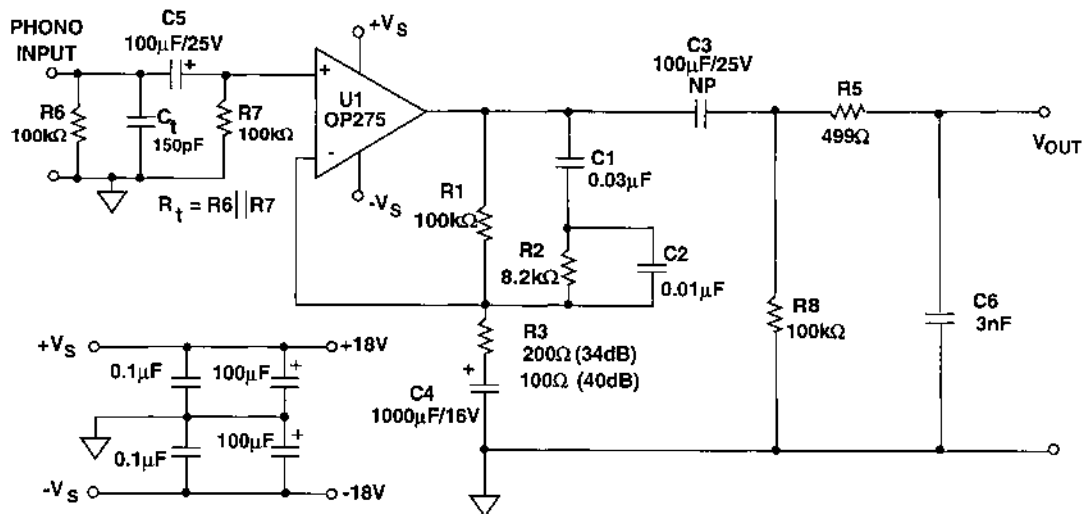 PHONO
INPUT
C5
100μF/25V
+
R6
100kΩ
Ct
150pF
R7
100kΩ
Rt = R6||R7
+VS
+
U1
OP275
-
-VS
R1
100kΩ
C1
0.03μF
R2
8.2kΩ
C2
0.01μF
C3
100μF/25V
NP
R5
499Ω
VOUT
R3
200Ω (34dB)
100Ω (40dB)
+
C4
1000μF/16V
R8
100kΩ
C6
3nF
+VS
+18V
0.1μF
100μF
+
0.1μF
100μF
+
-VS
-18V